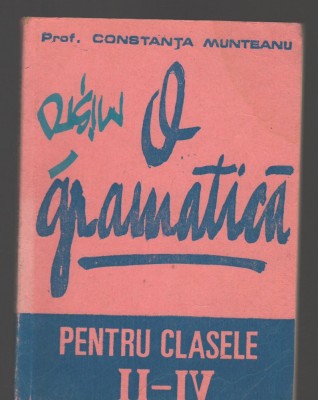 Prof. CONSTANȚA MUNTEANU
O
gramatică
PENTRU CLASELE
II-IV